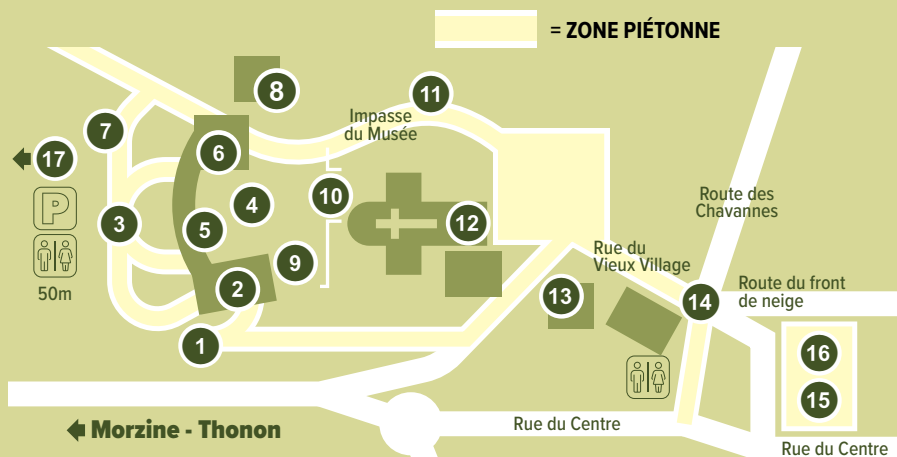 = ZONE PIÉTONNE
8
11
Impasse
du Musée
7
6
17
10
Route des
Chavannes
P
3
4
5
12
9
Rue du
Vieux Village
50m
2
13
14
Route du front
de neige
1
16
15
Morzine - Thonon
Rue du Centre
Rue du Centre